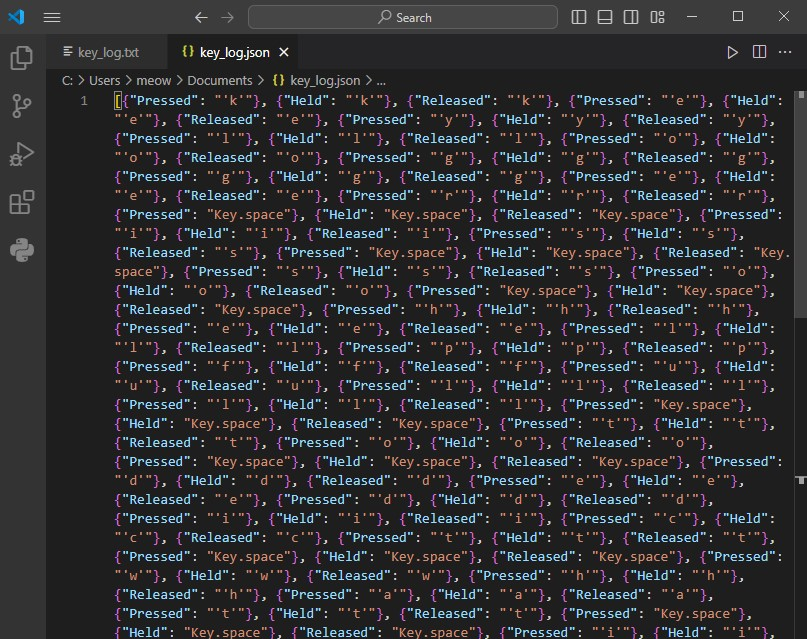 Search
key_log.txt
{} key_log.json
C: > Users > meow > Documents > {} key_log.json > ...
1 [{"Pressed": "'k'"}, {"Held": "'k'"}, {"Released": "'k'"}, {"Pressed": "'e'"}, {"Held":
"'e'"}, {"Released": "'e'"}, {"Pressed": "'y'"}, {"Held": "'y'"}, {"Released": "'y'"},
{"Pressed": "'l'"}, {"Held": "'l'"}, {"Released": "'l'"}, {"Pressed": "'o'"}, {"Held":
"'o'"}, {"Released": "'o'"}, {"Pressed": "'g'"}, {"Held": "'g'"}, {"Released": "'g'"},
{"Pressed": "'g'"}, {"Held": "'g'"}, {"Released": "'g'"}, {"Pressed": "'e'"}, {"Held":
"'e'"}, {"Released": "'e'"}, {"Pressed": "'r'"}, {"Held": "'r'"}, {"Released": "'r'"},
{"Pressed": "Key.space"}, {"Held": "Key.space"}, {"Released": "Key.space"}, {"Pressed":
"'i'"}, {"Held": "'i'"}, {"Released": "'i'"}, {"Pressed": "'s'"}, {"Held": "'s'"},
{"Released": "'s'"}, {"Pressed": "Key.space"}, {"Held": "Key.space"}, {"Released": "Key.
space"}, {"Pressed": "'s'"}, {"Held": "'s'"}, {"Released": "'s'"}, {"Pressed": "'o'"},
{"Held": "'o'"}, {"Released": "'o'"}, {"Pressed": "Key.space"}, {"Held": "Key.space"},
{"Released": "Key.space"}, {"Pressed": "'h'"}, {"Held": "'h'"}, {"Released": "'h'"},
{"Pressed": "'e'"}, {"Held": "'e'"}, {"Released": "'e'"}, {"Pressed": "'l'"}, {"Held":
"'l'"}, {"Released": "'l'"}, {"Pressed": "'p'"}, {"Held": "'p'"}, {"Released": "'p'"},
{"Pressed": "'f'"}, {"Held": "'f'"}, {"Released": "'f'"}, {"Pressed": "'u'"}, {"Held":
"'u'"}, {"Released": "'u'"}, {"Pressed": "'l'"}, {"Held": "'l'"}, {"Released": "'l'"},
{"Pressed": "'l'"}, {"Held": "'l'"}, {"Released": "'l'"}, {"Pressed": "Key.space"},
{"Held": "Key.space"}, {"Released": "Key.space"}, {"Pressed": "'t'"}, {"Held": "'t'"},
{"Released": "'t'"}, {"Pressed": "'o'"}, {"Held": "'o'"}, {"Released": "'o'"},
{"Pressed": "Key.space"}, {"Held": "Key.space"}, {"Released": "Key.space"}, {"Pressed":
"'d'"}, {"Held": "'d'"}, {"Released": "'d'"}, {"Pressed": "'e'"}, {"Held": "'e'"},
{"Released": "'e'"}, {"Pressed": "'d'"}, {"Held": "'d'"}, {"Released": "'d'"},
{"Pressed": "'i'"}, {"Held": "'i'"}, {"Released": "'i'"}, {"Pressed": "'c'"}, {"Held":
"'c'"}, {"Released": "'c'"}, {"Pressed": "'t'"}, {"Held": "'t'"}, {"Released": "'t'"},
{"Pressed": "Key.space"}, {"Held": "Key.space"}, {"Released": "Key.space"}, {"Pressed":
"'w'"}, {"Held": "'w'"}, {"Released": "'w'"}, {"Pressed": "'h'"}, {"Held": "'h'"},
{"Released": "'h'"}, {"Pressed": "'a'"}, {"Held": "'a'"}, {"Released": "'a'"},
{"Pressed": "'t'"}, {"Held": "'t'"}, {"Released": "'t'"}, {"Pressed": "Key.space"},
{"Held": "Key.space"}, {"Released": "Key.space"}, {"Pressed": "'i'"}, {"Held": "'i'"},